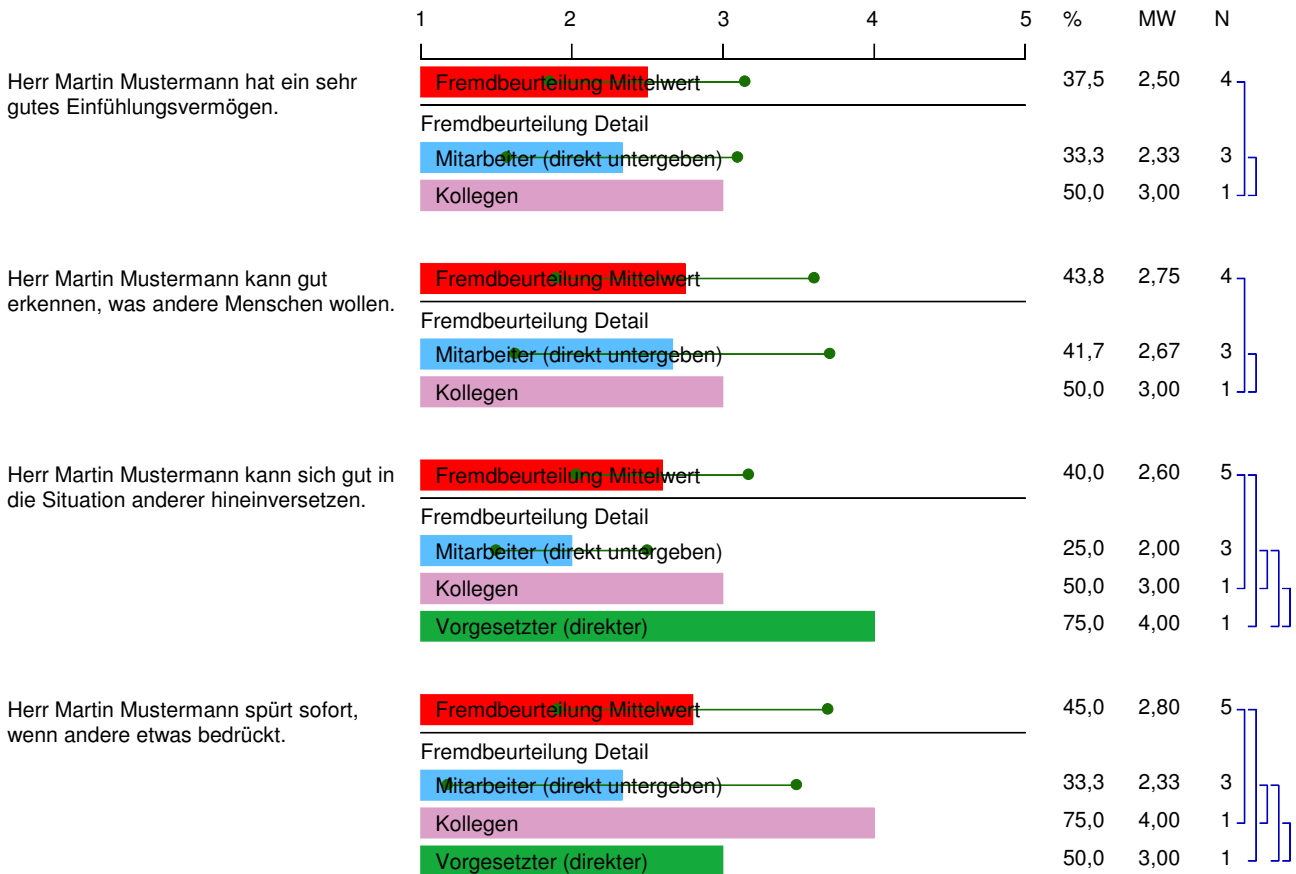 1 2 3 4 5 % MW N
Herr Martin Mustermann hat ein sehr
gutes Einfühlungsvermögen.
Fremdbeurteilung Mittelwert 37,5 2,50 4
Fremdbeurteilung Detail
Mitarbeiter (direkt untergeben) 33,3 2,33 3
Kollegen 50,0 3,00 1
Herr Martin Mustermann kann gut
erkennen, was andere Menschen wollen.
Fremdbeurteilung Mittelwert 43,8 2,75 4
Fremdbeurteilung Detail
Mitarbeiter (direkt untergeben) 41,7 2,67 3
Kollegen 50,0 3,00 1
Herr Martin Mustermann kann sich gut in
die Situation anderer hineinversetzen.
Fremdbeurteilung Mittelwert 40,0 2,60 5
Fremdbeurteilung Detail
Mitarbeiter (direkt untergeben) 25,0 2,00 3
Kollegen 50,0 3,00 1
Vorgesetzter (direkter) 75,0 4,00 1
Herr Martin Mustermann spürt sofort,
wenn andere etwas bedrückt.
Fremdbeurteilung Mittelwert 45,0 2,80 5
Fremdbeurteilung Detail
Mitarbeiter (direkt untergeben) 33,3 2,33 3
Kollegen 75,0 4,00 1
Vorgesetzter (direkter) 50,0 3,00 1